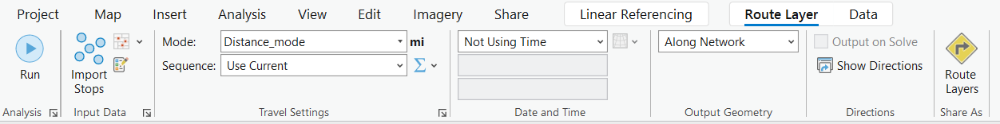 Project Map Insert Analysis View Edit Imagery Share Linear Referencing Route Layer Data
Run
Import
Stops
Mode: Distance_mode mi
Sequence: Use Current
Not Using Time
Along Network
Output on Solve
Show Directions
Route
Layers
Analysis Input Data Travel Settings Date and Time Output Geometry Directions Share As